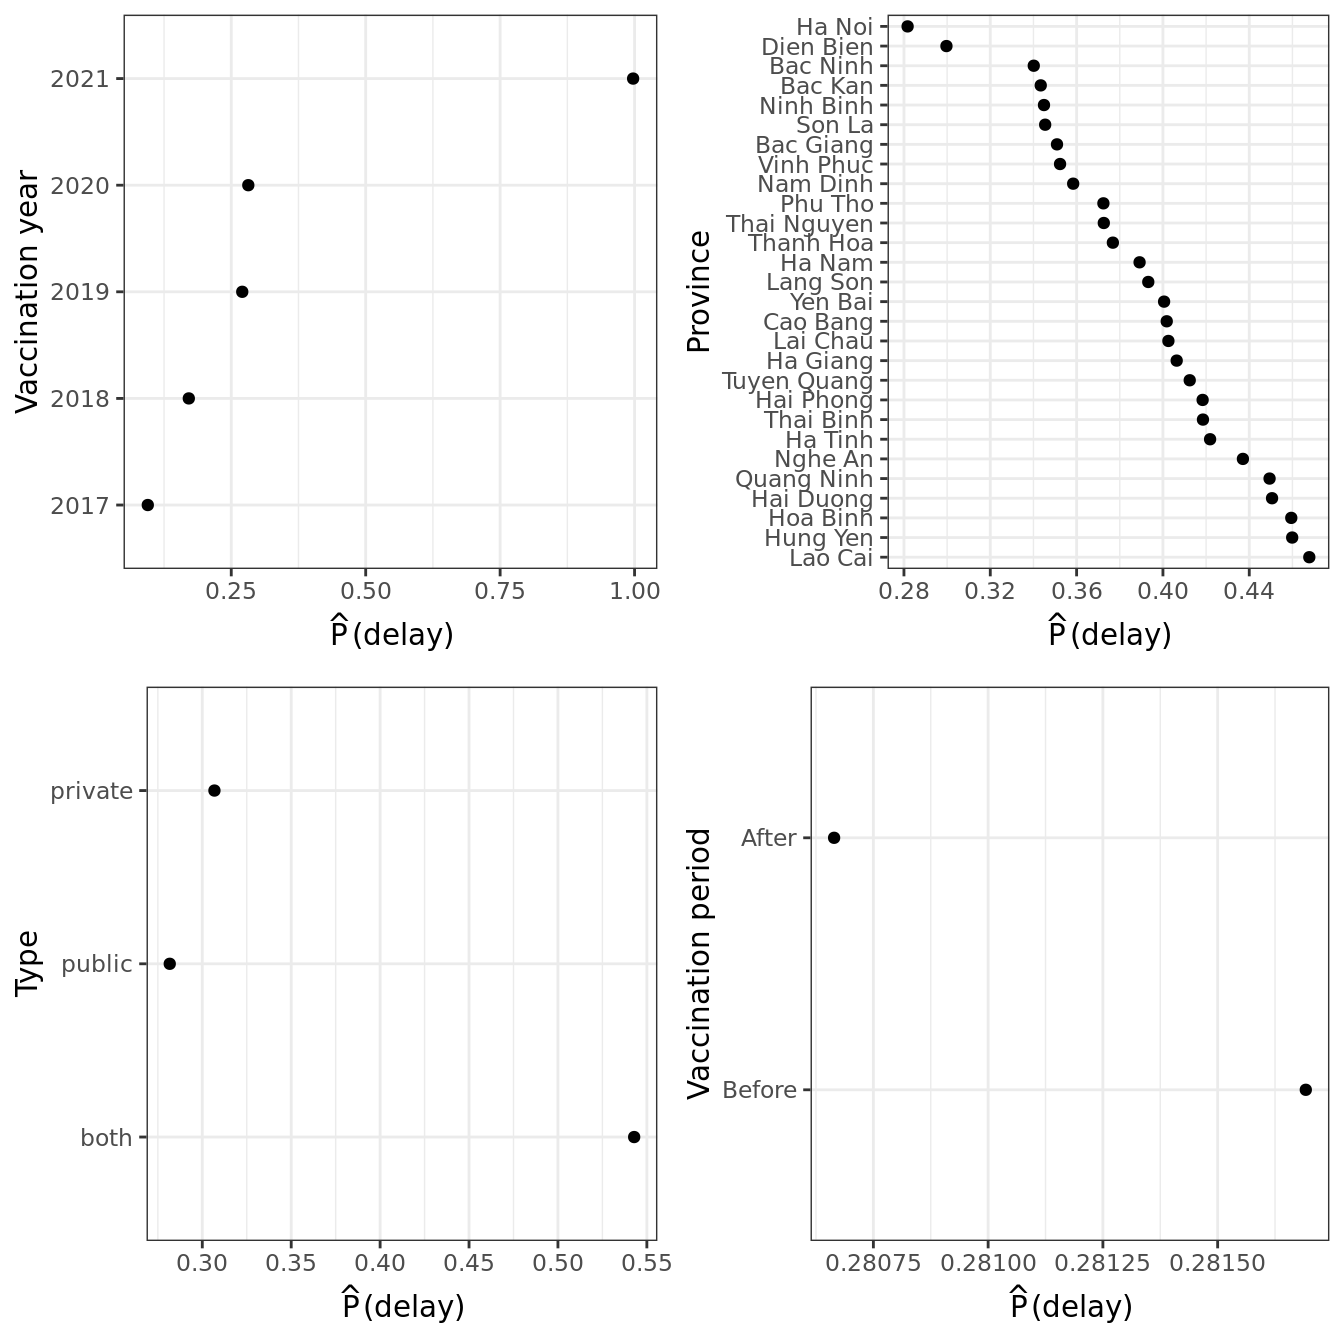 Vaccination year
2021
2020
2019
2018
2017
0.25 0.50 0.75 1.00
P̂(delay)
Province
Ha Noi
Dien Bien
Bac Ninh
Bac Kan
Ninh Binh
Son La
Bac Giang
Vinh Phuc
Nam Dinh
Phu Tho
Thai Nguyen
Thanh Hoa
Ha Nam
Lang Son
Yen Bai
Cao Bang
Lai Chau
Ha Giang
Tuyen Quang
Hai Phong
Thai Binh
Ha Tinh
Nghe An
Quang Ninh
Hai Duong
Hoa Binh
Hung Yen
Lao Cai
0.28 0.32 0.36 0.40 0.44
P̂(delay)
Type
private
public
both
0.30 0.35 0.40 0.45 0.50 0.55
P̂(delay)
Vaccination period
After
Before
0.28075 0.28100 0.28125 0.28150
P̂(delay)